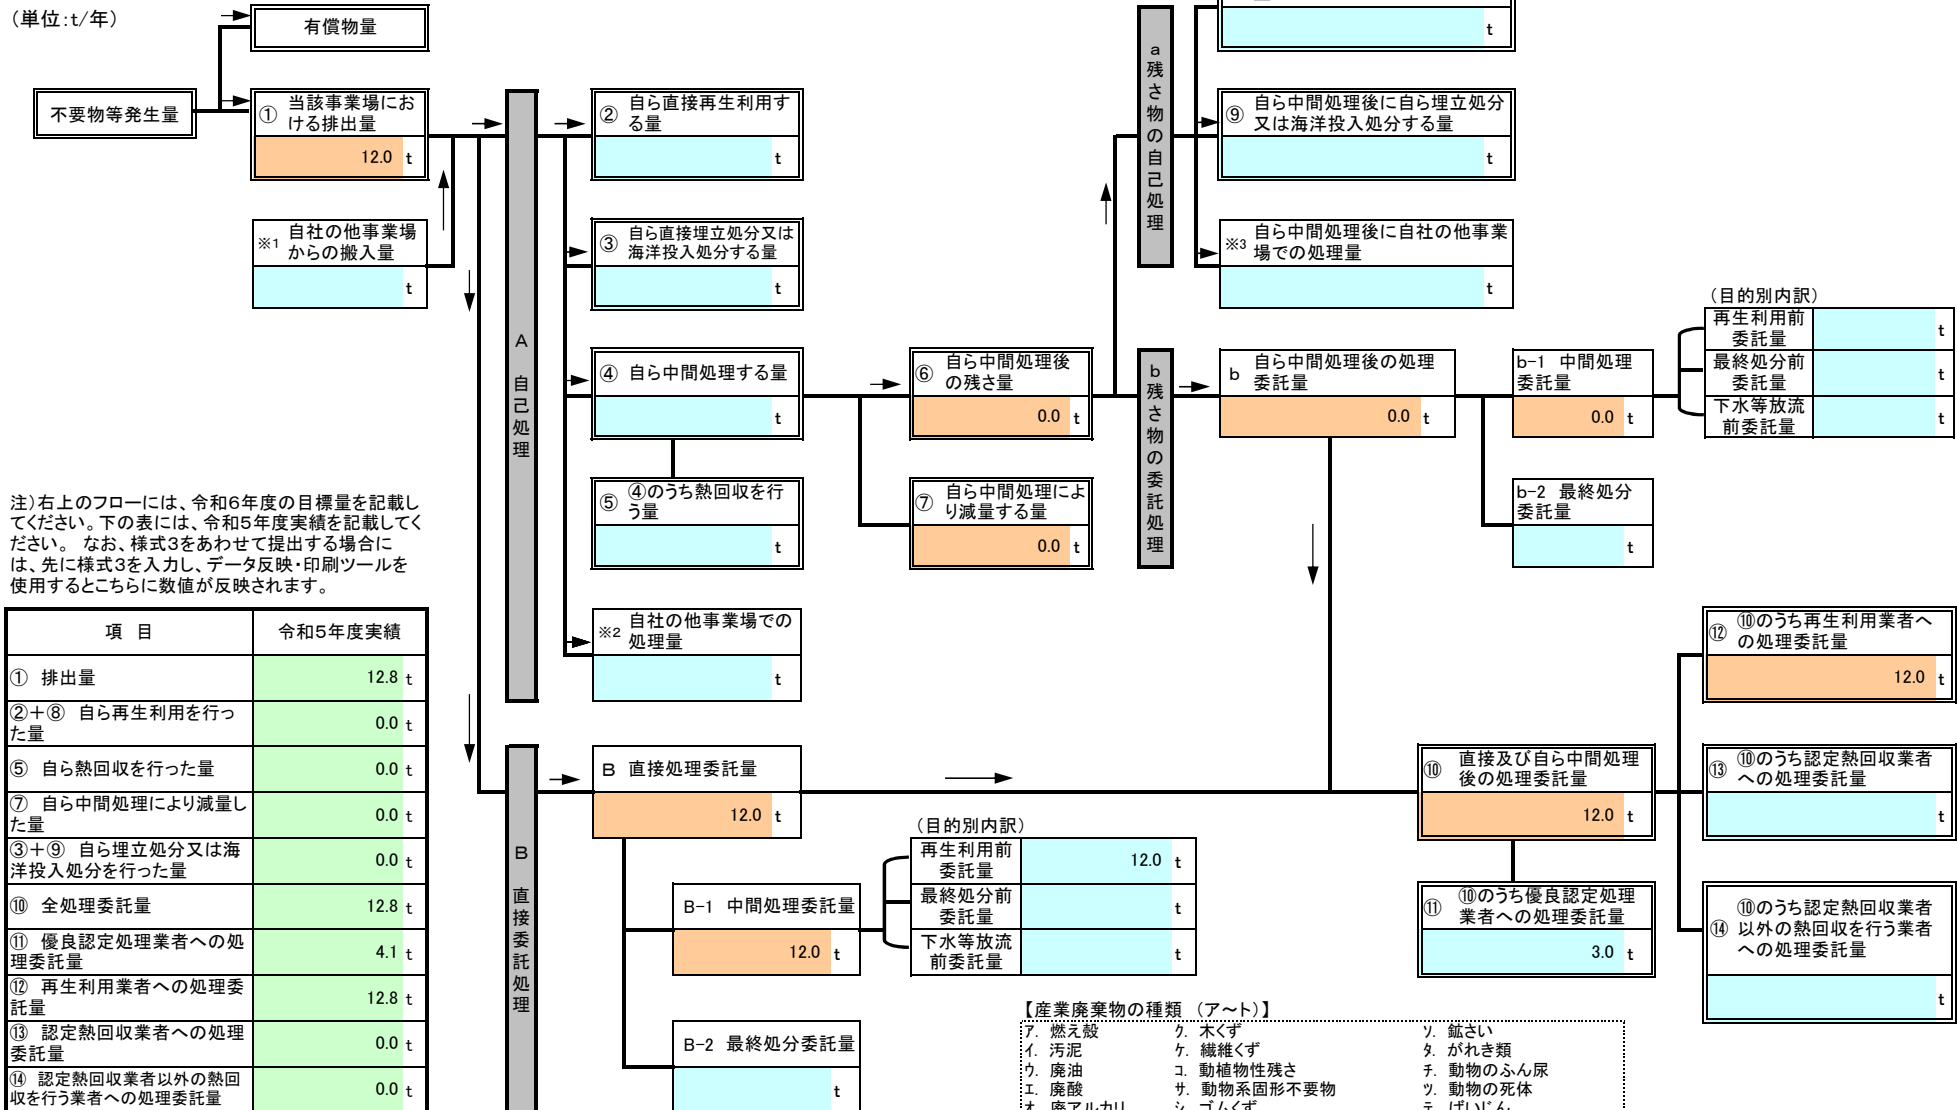 (単位:t/年)
有償物量
t
不要物等発生量
① 当該事業場にお
ける排出量
12.0 t
② 自ら直接再生利用す
る量
t
a 残さ物の自己処理
⑨ 自ら中間処理後に自ら埋立処分
又は海洋投入処分する量
t
※1 自社の他事業場
からの搬入量
t
③ 自ら直接埋立処分又は
海洋投入処分する量
t
※3 自ら中間処理後に自社の他事業
場での処理量
t
A 自己処理
④ 自ら中間処理する量
t
⑥ 自ら中間処理後
の残さ量
0.0 t
b 残さ物の委託処理
b 自ら中間処理後の処理
委託量
0.0 t
b-1 中間処理
委託量
0.0 t
(目的別内訳)
再生利用前
委託量
t
最終処分前
委託量
t
下水等放流
前委託量
t
⑤ ④のうち熱回収を行
う量
t
⑦ 自ら中間処理によ
り減量する量
0.0 t
b-2 最終処分
委託量
t
注)右上のフローには、令和6年度の目標量を記載し
てください。下の表には、令和5年度実績を記載してく
ださい。 なお、様式3をあわせて提出する場合に
は、先に様式3を入力し、データ反映・印刷ツールを
使用するとこちらに数値が反映されます。
※2 自社の他事業場での
処理量
t
項 目 令和5年度実績
① 排出量 12.8 t
②+⑧ 自ら再生利用を行っ
た量 0.0 t
⑤ 自ら熱回収を行った量 0.0 t
⑦ 自ら中間処理により減量し
た量 0.0 t
③+⑨ 自ら埋立処分又は海
洋投入処分を行った量 0.0 t
⑩ 全処理委託量 12.8 t
⑪ 優良認定処理業者への処
理委託量 4.1 t
⑫ 再生利用業者への処理委
託量 12.8 t
⑬ 認定熱回収業者への処理
委託量 0.0 t
⑭ 認定熱回収業者以外の熱回
収を行う業者への処理委託量 0.0 t
B 直接委託処理
B 直接処理委託量
12.0 t
B-1 中間処理委託量
12.0 t
(目的別内訳)
再生利用前
委託量
12.0 t
最終処分前
委託量
t
下水等放流
前委託量
t
B-2 最終処分委託量
t
⑩ 直接及び自ら中間処理
後の処理委託量
12.0 t
⑪ ⑩のうち優良認定処理
業者への処理委託量
3.0 t
⑫ ⑩のうち再生利用業者へ
の処理委託量
12.0 t
⑬ ⑩のうち認定熱回収業者
への処理委託量
t
⑭ ⑩のうち認定熱回収業者
以外の熱回収を行う業者
への処理委託量
t
【産業廃棄物の種類 (ア～ト)】
ア. 燃え殻 ク. 木くず ソ. 鉱さい
イ. 汚泥 ケ. 繊維くず タ. がれき類
ウ. 廃油 コ. 動植物性残さ チ. 動物のふん尿
エ. 廃酸 サ. 動物系固形不要物 ツ. 動物の死体
オ. 廃アルカリ シ. ゴムくず テ. ばいじん